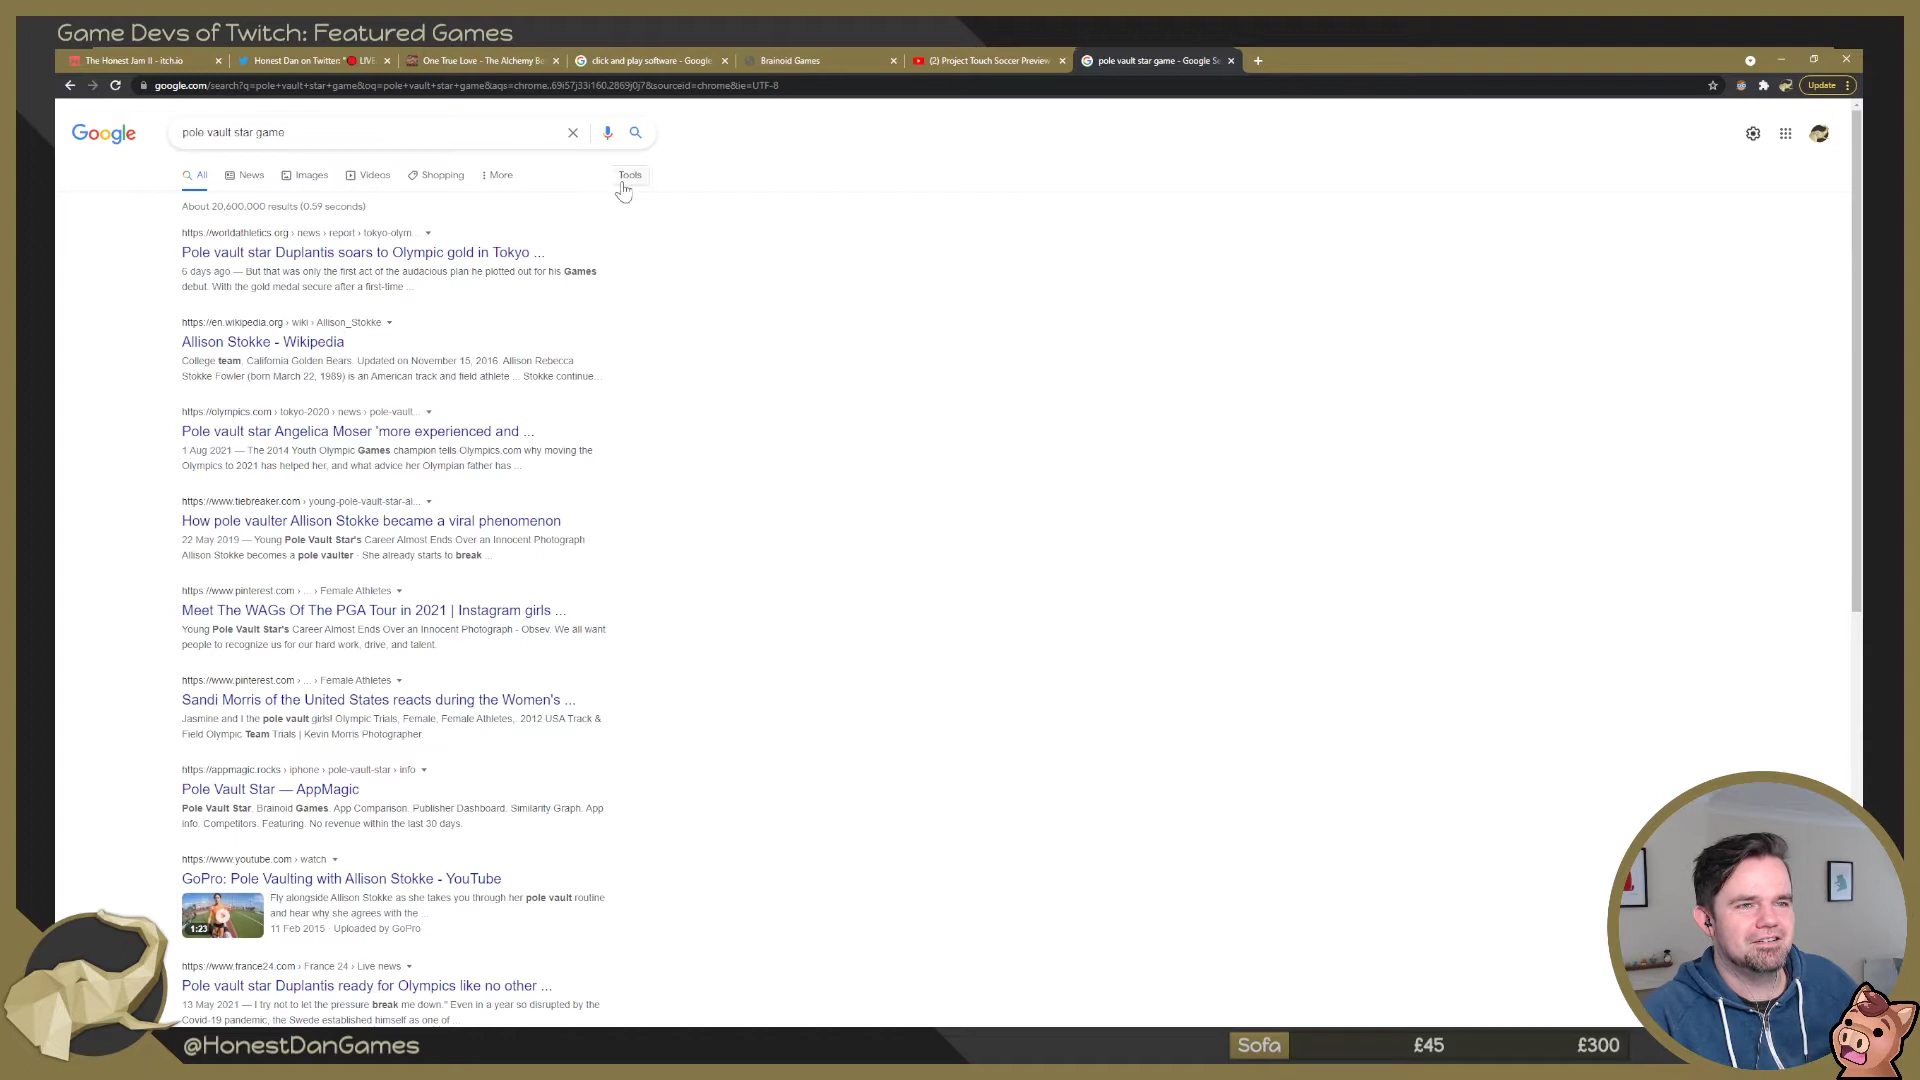 Game Devs of Twitch: Featured Games
The Honest Jam II - itch.io
Honest Dan on Twitter: "🔴 LIVE
One True Love - The Alchemy Be
click and play software - Google
Brainoid Games
(2) Project Touch Soccer Preview
pole vault star game - Google Se
google.com/search?q=pole+vault+star+game&oq=pole+vault+star+game&aqs=chrome..69i57j33i160.2869j0j7&sourceid=chrome&ie=UTF-8
Update
Google
pole vault star game
All
News
Images
Videos
Shopping
More
Tools
About 20,600,000 results (0.59 seconds)
https://worldathletics.org › news › report › tokyo-olym...
Pole vault star Duplantis soars to Olympic gold in Tokyo ...
6 days ago — But that was only the first act of the audacious plan he plotted out for his Games
debut. With the gold medal secure after a first-time ...
https://en.wikipedia.org › wiki › Allison_Stokke
Allison Stokke - Wikipedia
College team, California Golden Bears. Updated on November 15, 2016. Allison Rebecca
Stokke Fowler (born March 22, 1989) is an American track and field athlete ... Stokke continue...
https://olympics.com › tokyo-2020 › news › pole-vault...
Pole vault star Angelica Moser 'more experienced and ...
1 Aug 2021 — The 2014 Youth Olympic Games champion tells Olympics.com why moving the
Olympics to 2021 has helped her, and what advice her Olympian father has ...
https://www.tiebreaker.com › young-pole-vault-star-al...
How pole vaulter Allison Stokke became a viral phenomenon
22 May 2019 — Young Pole Vault Star's Career Almost Ends Over an Innocent Photograph
Allison Stokke becomes a pole vaulter · She already starts to break ...
https://www.pinterest.com › ... › Female Athletes
Meet The WAGs Of The PGA Tour in 2021 | Instagram girls ...
Young Pole Vault Star's Career Almost Ends Over an Innocent Photograph - Obsev. We all want
people to recognize us for our hard work, drive, and talent.
https://www.pinterest.com › ... › Female Athletes
Sandi Morris of the United States reacts during the Women's ...
Jasmine and I the pole vault girls! Olympic Trials, Female, Female Athletes, 2012 USA Track &
Field Olympic Team Trials | Kevin Morris Photographer.
https://appmagic.rocks › iphone › pole-vault-star › info
Pole Vault Star — AppMagic
Pole Vault Star. Brainoid Games. App Comparison. Publisher Dashboard. Similarity Graph. App
info. Competitors. Featuring. No revenue within the last 30 days.
https://www.youtube.com › watch
GoPro: Pole Vaulting with Allison Stokke - YouTube
Fly alongside Allison Stokke as she takes you through her pole vault routine
and hear why she agrees with the ...
1:23
11 Feb 2015 · Uploaded by GoPro
https://www.france24.com › France 24 › Live news
Pole vault star Duplantis ready for Olympics like no other ...
13 May 2021 — I try not to let the pressure break me down." Even in a year so disrupted by the
Covid-19 pandemic, the Swede established himself as one of ...
@HonestDanGames
Sofa
£45
£300